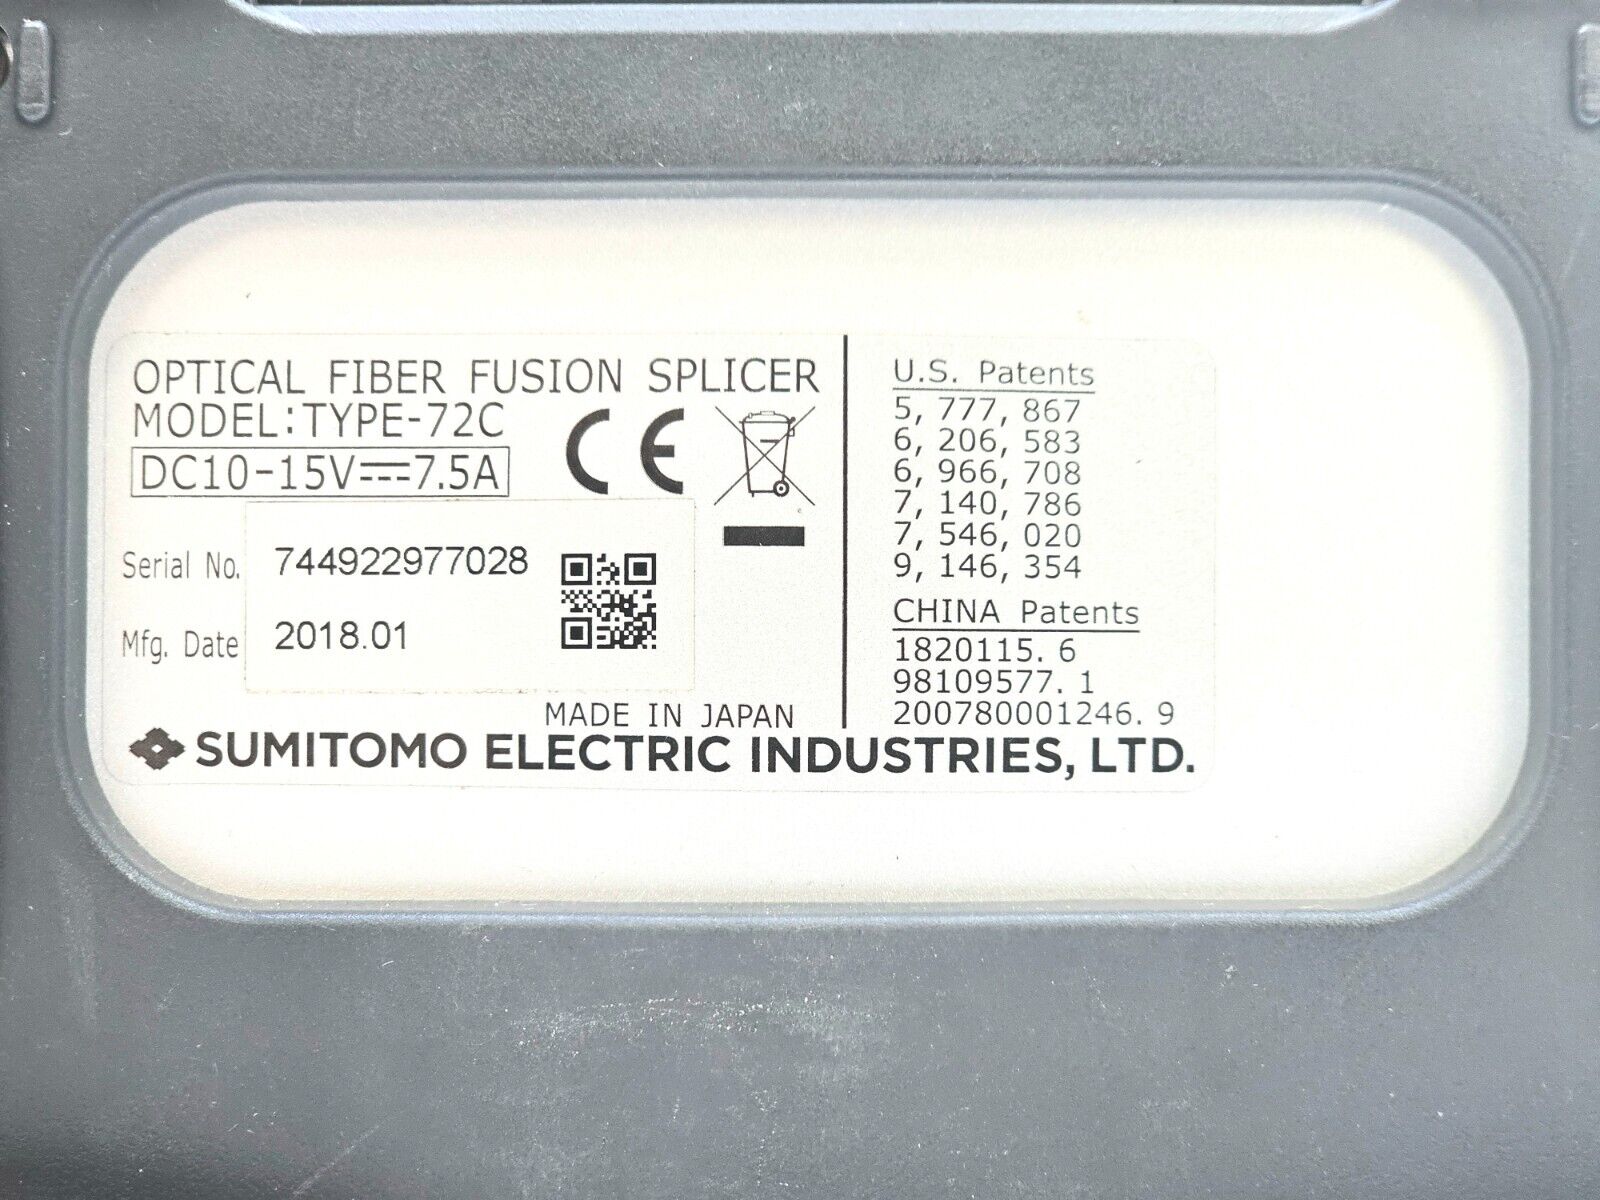 OPTICAL FIBER FUSION SPLICER
MODEL:TYPE-72C
DC10-15V⎓7.5A
CE
Serial No. 744922977028
Mfg. Date 2018.01
MADE IN JAPAN
U.S. Patents
5, 777, 867
6, 206, 583
6, 966, 708
7, 140, 786
7, 546, 020
9, 146, 354
CHINA Patents
1820115. 6
98109577. 1
200780001246. 9
SUMITOMO ELECTRIC INDUSTRIES, LTD.